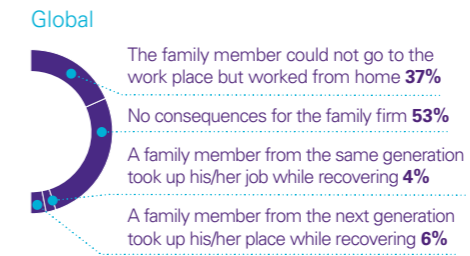 Global
The family member could not go to the
work place but worked from home 37%
No consequences for the family firm 53%
A family member from the same generation
took up his/her job while recovering 4%
A family member from the next generation
took up his/her place while recovering 6%